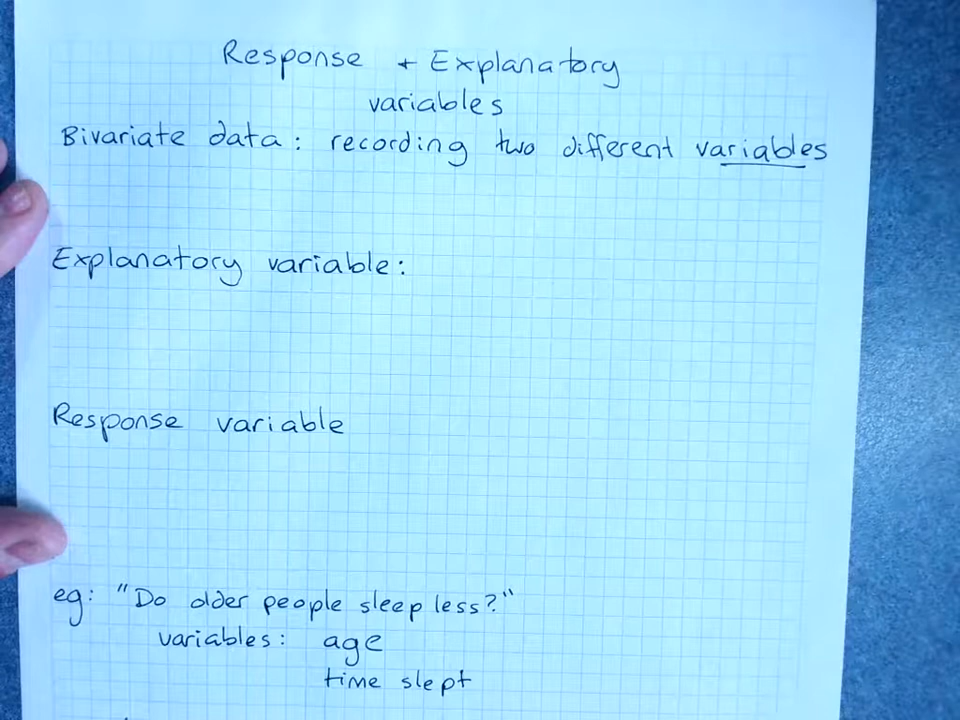 Response + Explanatory
variables
Bivariate data: recording two different variables
Explanatory variable:
Response variable
eg: "Do older people sleep less?"
variables: age
time slept